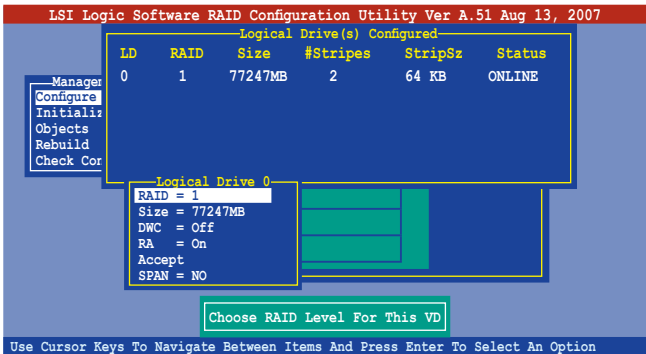 LSI Logic Software RAID Configuration Utility Ver A.51 Aug 13, 2007
Logical Drive(s) Configured
LD RAID Size #Stripes StripSz Status
0 1 77247MB 2 64 KB ONLINE
Managem
Configure
Initializ
Objects
Rebuild
Check Con
Logical Drive 0
RAID = 1
Size = 77247MB
DWC = Off
RA = On
Accept
SPAN = NO
Choose RAID Level For This VD
Use Cursor Keys To Navigate Between Items And Press Enter To Select An Option